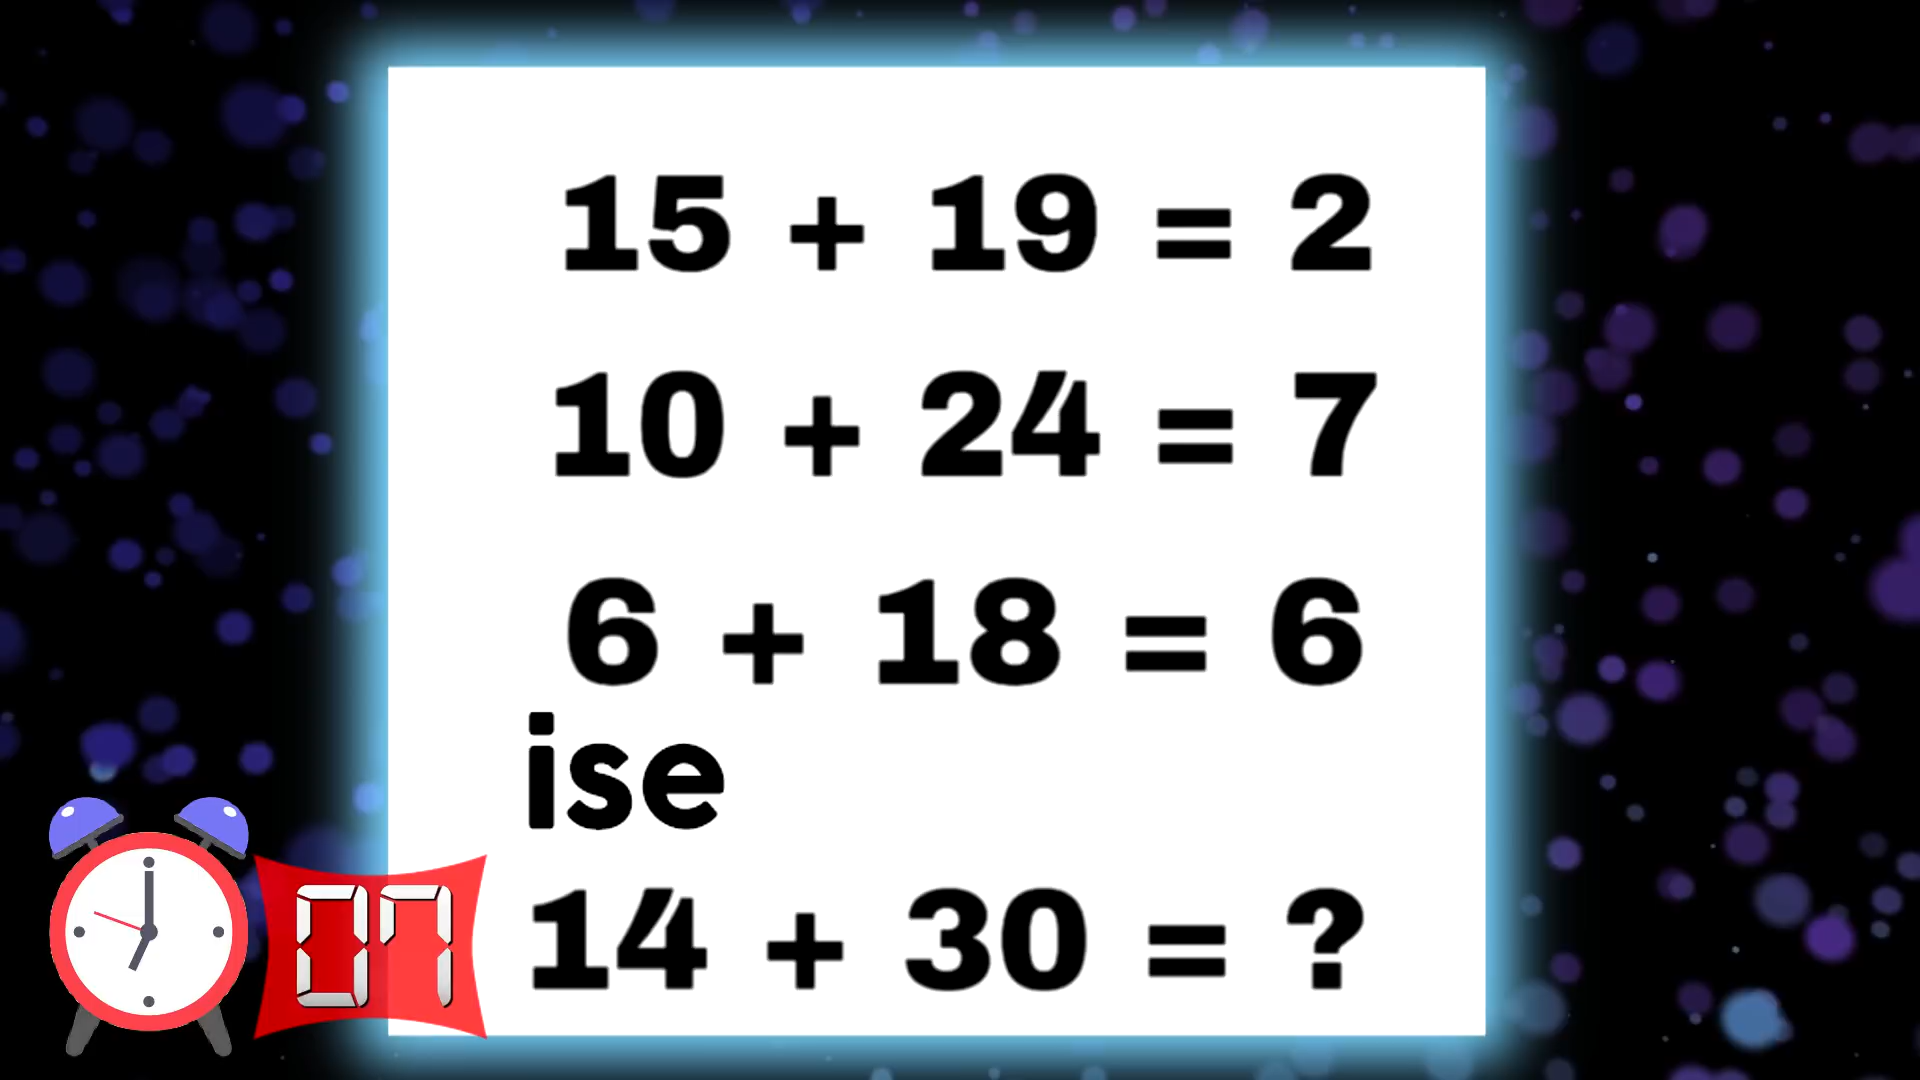 15 + 19 = 2
10 + 24 = 7
6 + 18 = 6
ise
14 + 30 = ?
07